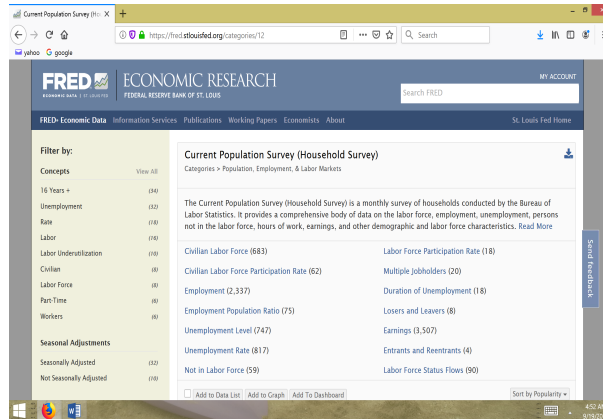 Current Population Survey (Ho
https://fred.stlouisfed.org/categories/12
Search
yahoo G google
FRED
ECONOMIC DATA | ST. LOUIS FED
ECONOMIC RESEARCH
FEDERAL RESERVE BANK OF ST. LOUIS
MY ACCOUNT
Search FRED
FRED® Economic Data Information Services Publications Working Papers Economists About St. Louis Fed Home
Filter by:
Concepts View All
16 Years + (94)
Unemployment (32)
Rate (18)
Labor (16)
Labor Underutilization (10)
Civilian (8)
Labor Force (8)
Part-Time (6)
Workers (6)
Seasonal Adjustments
Seasonally Adjusted (32)
Not Seasonally Adjusted (10)
Current Population Survey (Household Survey)
Categories > Population, Employment, & Labor Markets
The Current Population Survey (Household Survey) is a monthly survey of households conducted by the Bureau of
Labor Statistics. It provides a comprehensive body of data on the labor force, employment, unemployment, persons
not in the labor force, hours of work, earnings, and other demographic and labor force characteristics. Read More
Civilian Labor Force (683)
Civilian Labor Force Participation Rate (62)
Employment (2,337)
Employment Population Ratio (75)
Unemployment Level (747)
Unemployment Rate (817)
Not in Labor Force (59)
Labor Force Participation Rate (18)
Multiple Jobholders (20)
Duration of Unemployment (18)
Losers and Leavers (8)
Earnings (3,507)
Entrants and Reentrants (4)
Labor Force Status Flows (90)
Add to Data List Add to Graph Add To Dashboard Sort by Popularity
Send feedback
4:52 AM
9/19/20